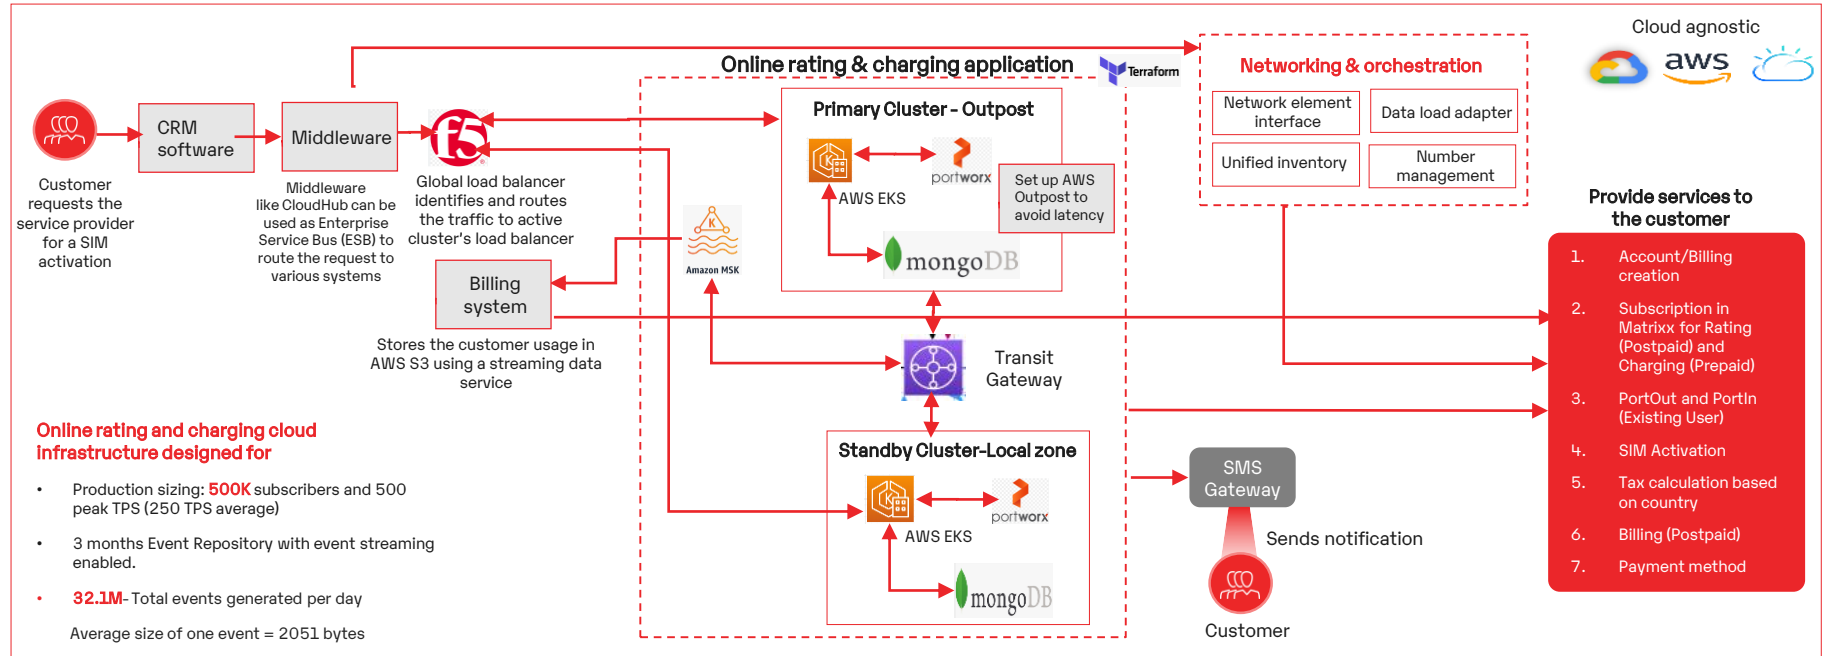 Cloud agnostic
aws
Online rating & charging application
Terraform
Networking & orchestration
Network element
interface
Data load adapter
Unified inventory
Number
management
CRM
software
Middleware
f5
Customer
requests the
service provider
for a SIM
activation
Middleware
like CloudHub can be
used as Enterprise
Service Bus (ESB) to
route the request to
various systems
Global load balancer
identifies and routes
the traffic to active
cluster's load balancer
Primary Cluster - Outpost
K
AWS EKS
portworx
Set up AWS
Outpost to
avoid latency
mongoDB
K
Amazon MSK
Billing
system
Stores the customer usage in
AWS S3 using a streaming data
service
Transit
Gateway
Standby Cluster-Local zone
K
AWS EKS
portworx
mongoDB
SMS
Gateway
Sends notification
Customer
Provide services to
the customer
1. Account/Billing
creation
2. Subscription in
Matrixx for Rating
(Postpaid) and
Charging (Prepaid)
3. PortOut and PortIn
(Existing User)
4. SIM Activation
5. Tax calculation based
on country
6. Billing (Postpaid)
7. Payment method
Online rating and charging cloud
infrastructure designed for
• Production sizing: 500K subscribers and 500
peak TPS (250 TPS average)
• 3 months Event Repository with event streaming
enabled.
• 32.1M- Total events generated per day
Average size of one event = 2051 bytes